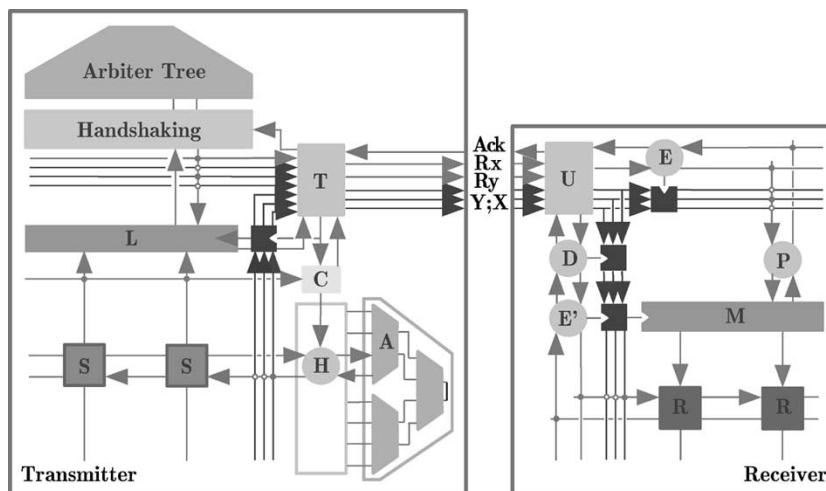 Arbiter Tree
Handshaking
Ack
Rx
Ry
Y;X
T
U
E
L
C
D
P
E'
M
S
S
H
A
R
R
Transmitter
Receiver